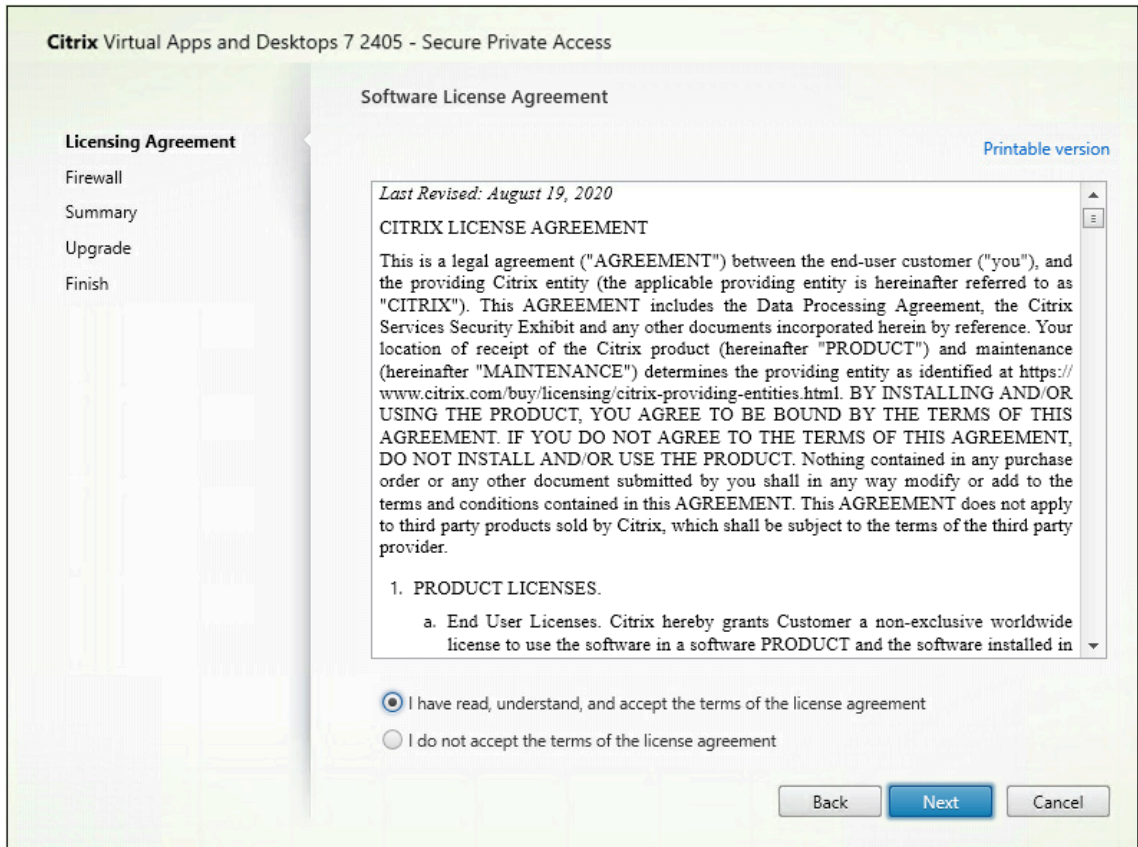 Citrix Virtual Apps and Desktops 7 2405 - Secure Private Access
Licensing Agreement
Firewall
Summary
Upgrade
Finish
Software License Agreement
Printable version
Last Revised: August 19, 2020
CITRIX LICENSE AGREEMENT
This is a legal agreement ("AGREEMENT") between the end-user customer ("you"), and
the providing Citrix entity (the applicable providing entity is hereinafter referred to as
"CITRIX"). This AGREEMENT includes the Data Processing Agreement, the Citrix
Services Security Exhibit and any other documents incorporated herein by reference. Your
location of receipt of the Citrix product (hereinafter "PRODUCT") and maintenance
(hereinafter "MAINTENANCE") determines the providing entity as identified at https://
www.citrix.com/buy/licensing/citrix-providing-entities.html. BY INSTALLING AND/OR
USING THE PRODUCT, YOU AGREE TO BE BOUND BY THE TERMS OF THIS
AGREEMENT. IF YOU DO NOT AGREE TO THE TERMS OF THIS AGREEMENT,
DO NOT INSTALL AND/OR USE THE PRODUCT. Nothing contained in any purchase
order or any other document submitted by you shall in any way modify or add to the
terms and conditions contained in this AGREEMENT. This AGREEMENT does not apply
to third party products sold by Citrix, which shall be subject to the terms of the third party
provider.
1. PRODUCT LICENSES.
a. End User Licenses. Citrix hereby grants Customer a non-exclusive worldwide
license to use the software in a software PRODUCT and the software installed in
I have read, understand, and accept the terms of the license agreement
I do not accept the terms of the license agreement
Back
Next
Cancel